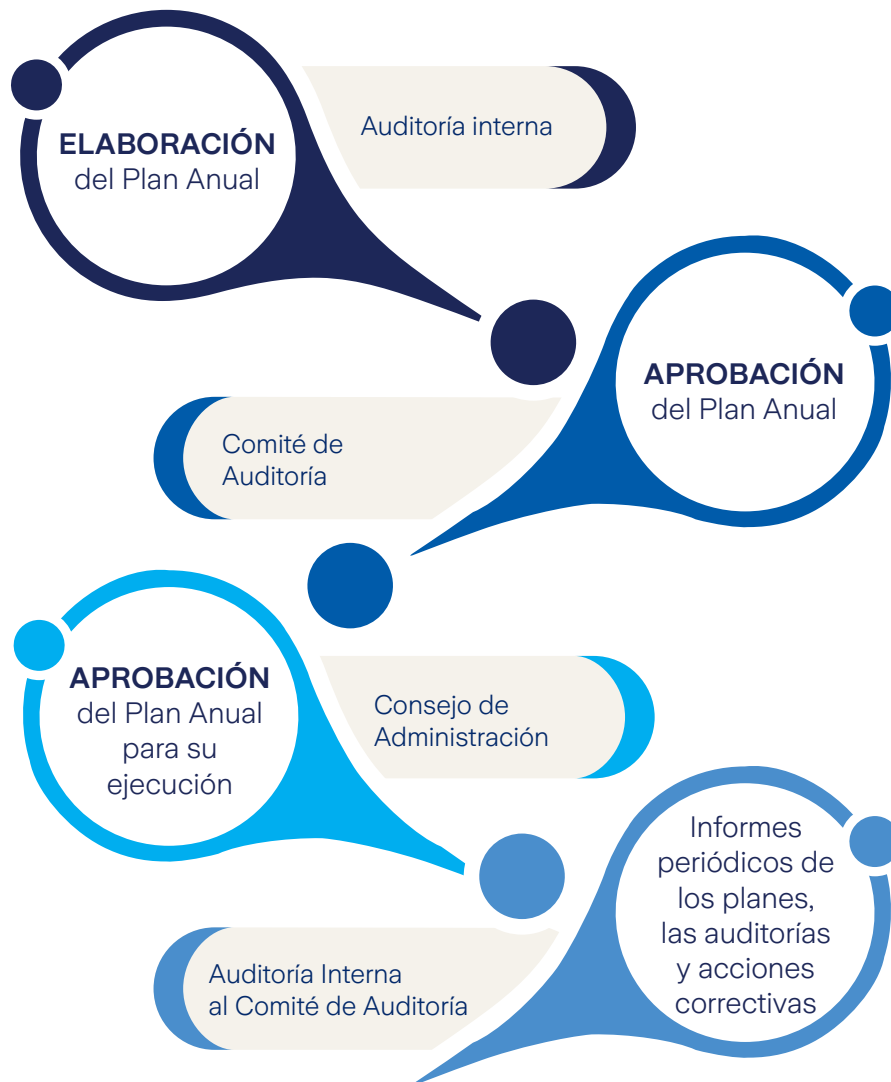 ELABORACIÓN
del Plan Anual
Auditoría interna
APROBACIÓN
del Plan Anual
Comité de
Auditoría
APROBACIÓN
del Plan Anual
para su
ejecución
Consejo de
Administración
Informes
periódicos de
los planes,
las auditorías
y acciones
correctivas
Auditoría Interna
al Comité de Auditoría